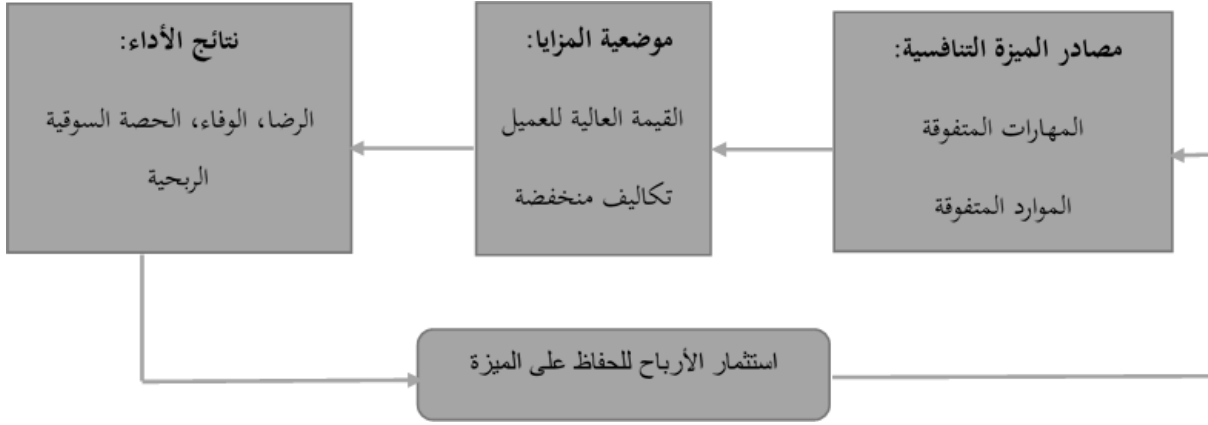 مصادر الميزة التنافسية:
المهارات المتفوقة
الموارد المتفوقة
موضعية المزايا:
القيمة العالية للعميل
تكاليف منخفضة
نتائج الأداء:
الرضا، الوفاء، الحصة السوقية
الربحية
استثمار الأرباح للحفاظ على الميزة